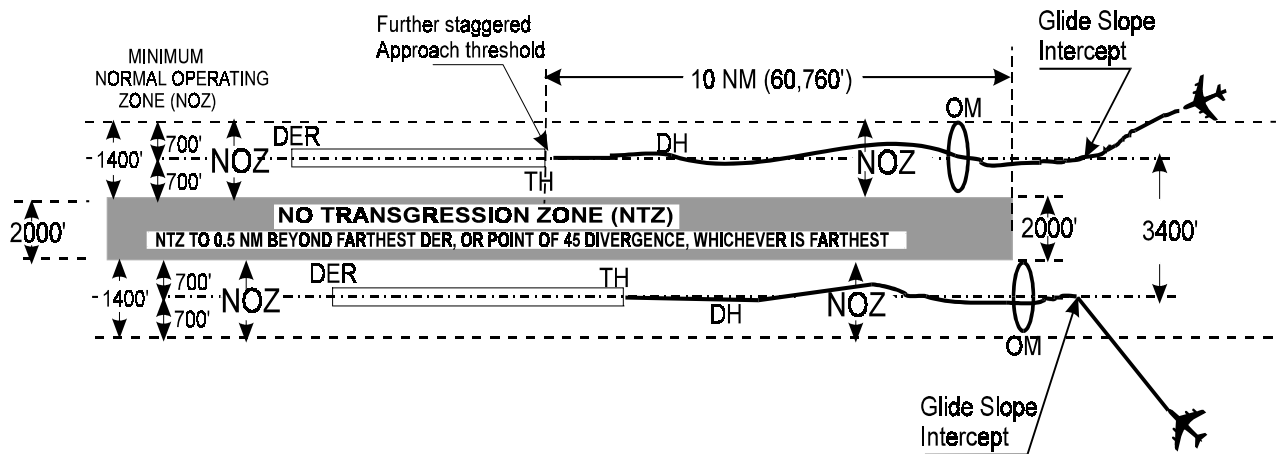 Further staggered
Approach threshold
Glide Slope
Intercept
MINIMUM
NORMAL OPERATING
ZONE (NOZ)
10 NM (60,760')
OM
1400'
700'
700'
NOZ
DER
TH
DH
NOZ
2000'
NO TRANSGRESSION ZONE (NTZ)
NTZ TO 0.5 NM BEYOND FARTHEST DER, OR POINT OF 45 DIVERGENCE, WHICHEVER IS FARTHEST
2000'
3400'
1400'
700'
700'
NOZ
DER
TH
DH
NOZ
OM
Glide Slope
Intercept